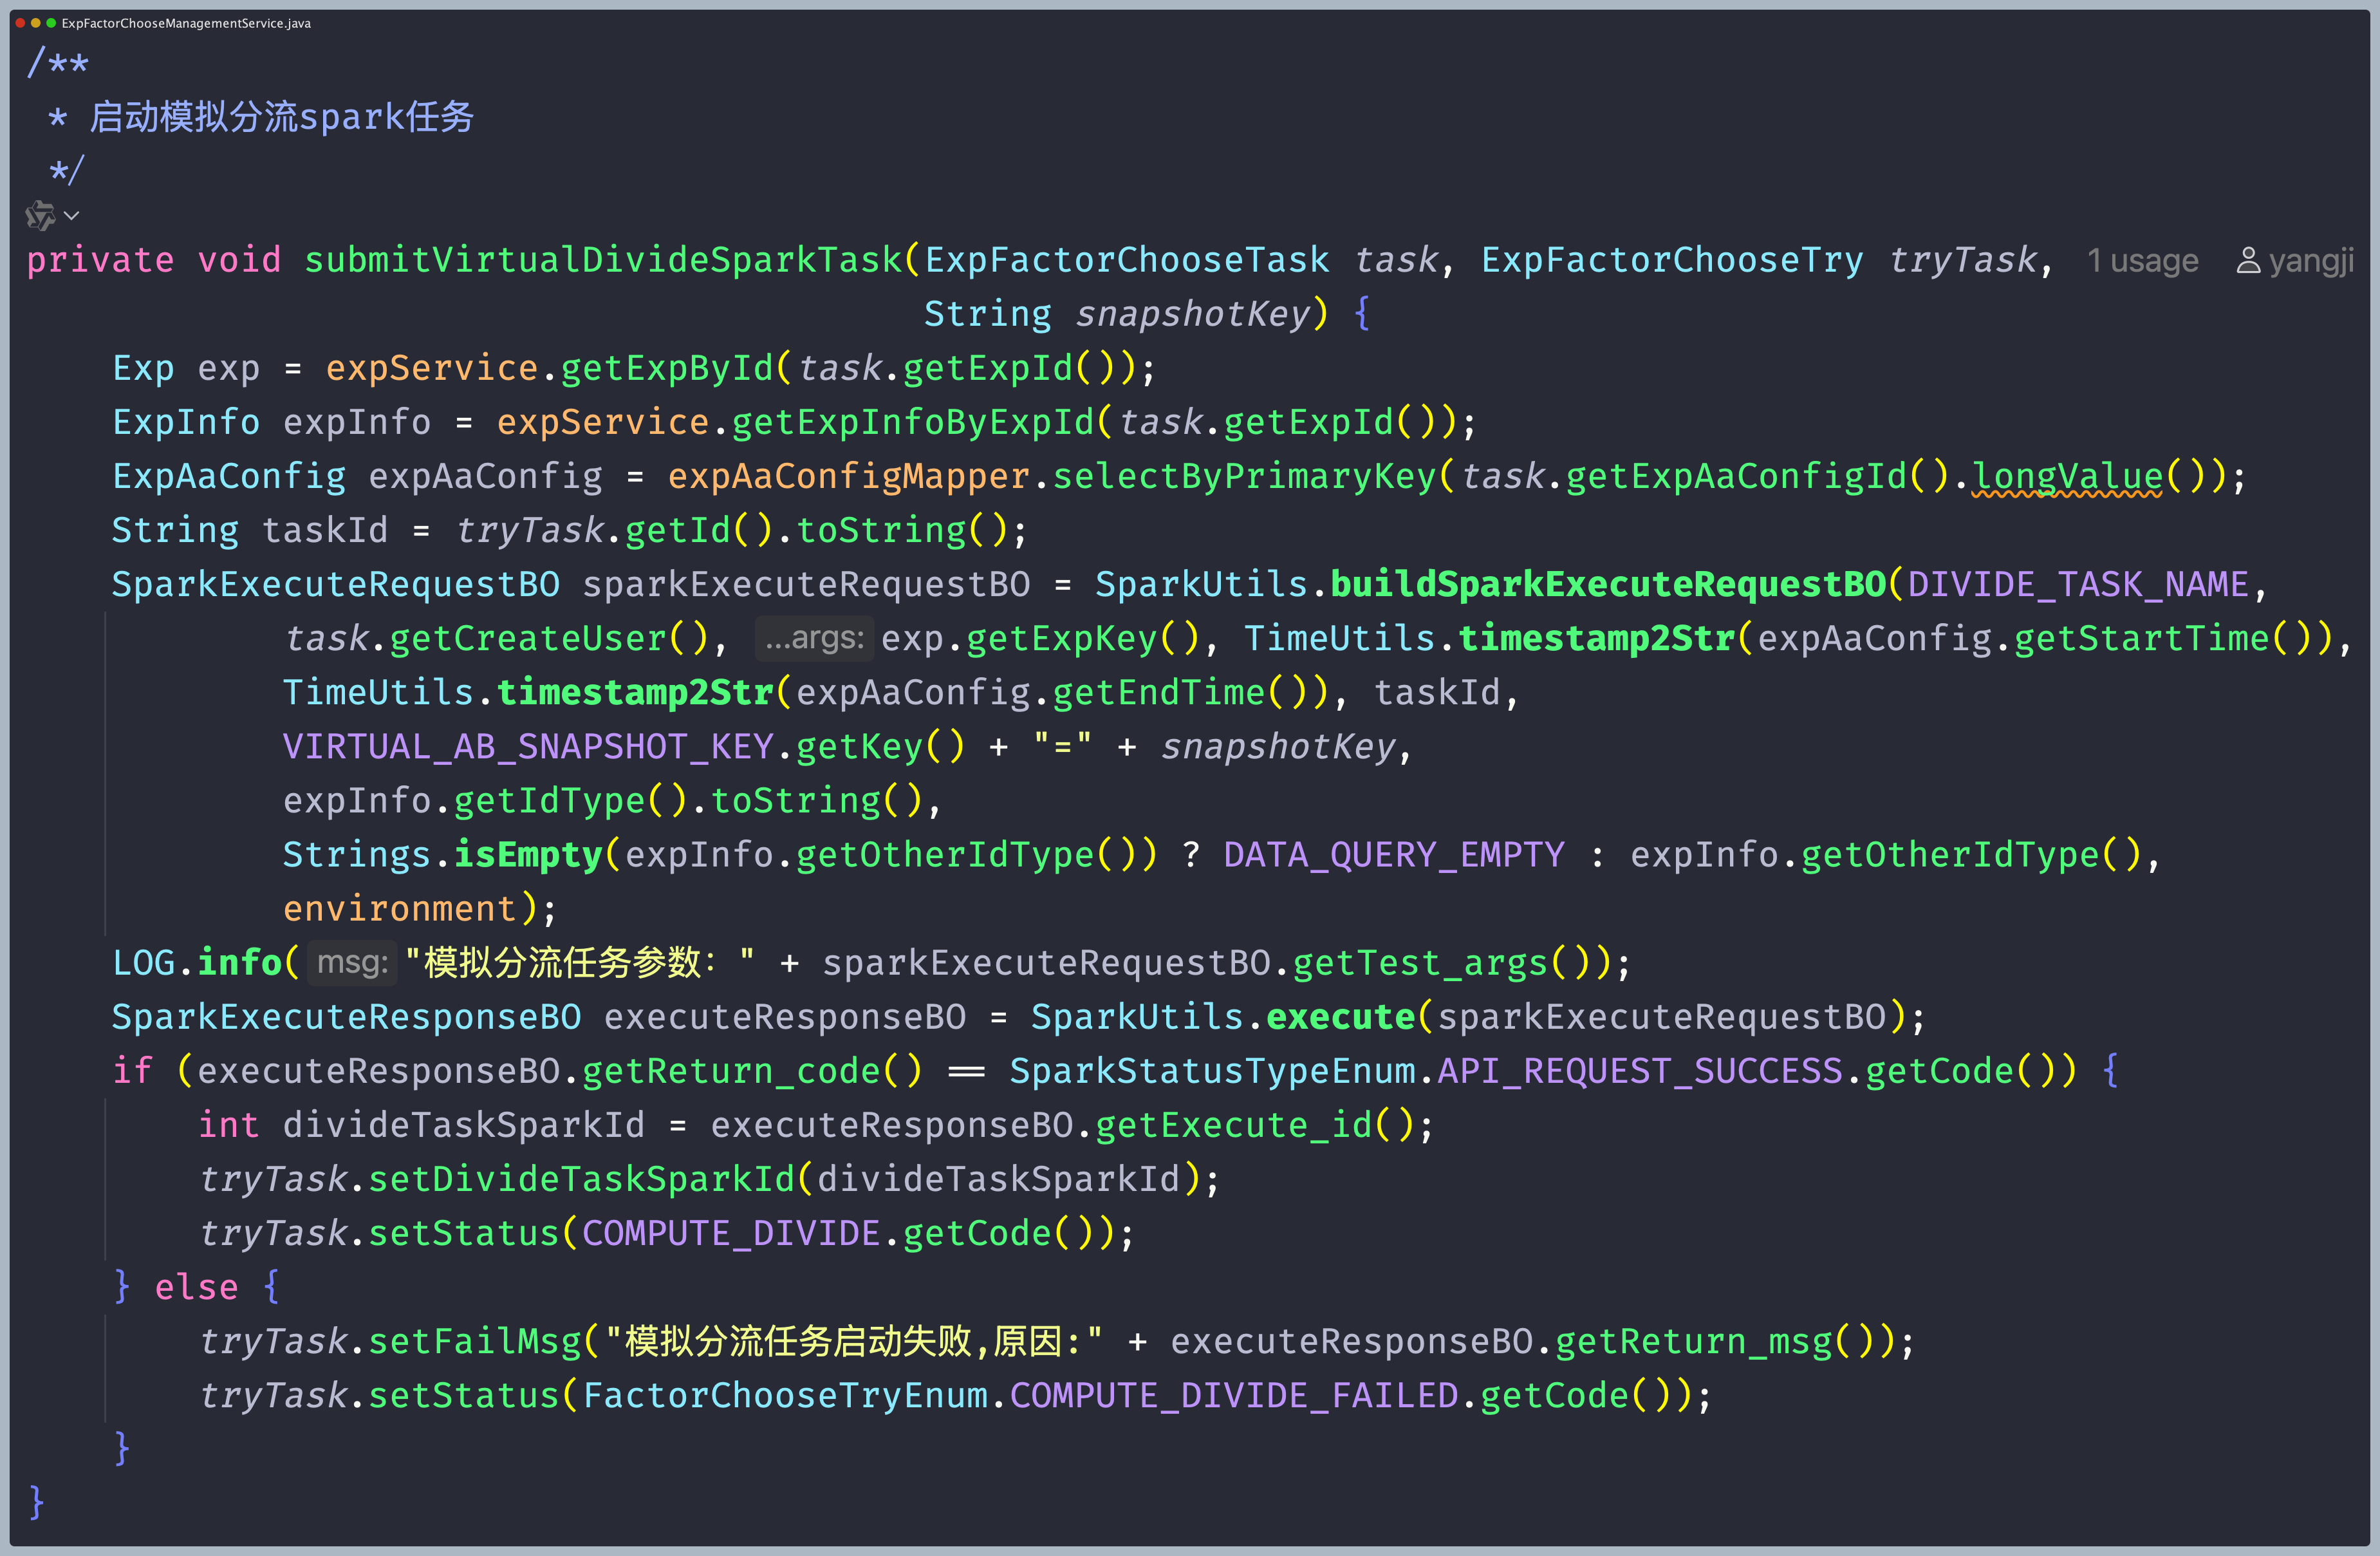 ExpFactorChooseManagementService.java
/**
 * 启动模拟分流spark任务
 */
private void submitVirtualDivideSparkTask(ExpFactorChooseTask task, ExpFactorChooseTry tryTask, 1 usage yangji
                                          String snapshotKey) {
    Exp exp = expService.getExpById(task.getExpId());
    ExpInfo expInfo = expService.getExpInfoByExpId(task.getExpId());
    ExpAaConfig expAaConfig = expAaConfigMapper.selectByPrimaryKey(task.getExpAaConfigId().longValue());
    String taskId = tryTask.getId().toString();
    SparkExecuteRequestBO sparkExecuteRequestBO = SparkUtils.buildSparkExecuteRequestBO(DIVIDE_TASK_NAME,
            task.getCreateUser(), ...args: exp.getExpKey(), TimeUtils.timestamp2Str(expAaConfig.getStartTime()),
            TimeUtils.timestamp2Str(expAaConfig.getEndTime()), taskId,
            VIRTUAL_AB_SNAPSHOT_KEY.getKey() + "=" + snapshotKey,
            expInfo.getIdType().toString(),
            Strings.isEmpty(expInfo.getOtherIdType()) ? DATA_QUERY_EMPTY : expInfo.getOtherIdType(),
            environment);
    LOG.info( msg: "模拟分流任务参数：" + sparkExecuteRequestBO.getTest_args());
    SparkExecuteResponseBO executeResponseBO = SparkUtils.execute(sparkExecuteRequestBO);
    if (executeResponseBO.getReturn_code() == SparkStatusTypeEnum.API_REQUEST_SUCCESS.getCode()) {
        int divideTaskSparkId = executeResponseBO.getExecute_id();
        tryTask.setDivideTaskSparkId(divideTaskSparkId);
        tryTask.setStatus(COMPUTE_DIVIDE.getCode());
    } else {
        tryTask.setFailMsg("模拟分流任务启动失败,原因:" + executeResponseBO.getReturn_msg());
        tryTask.setStatus(FactorChooseTryEnum.COMPUTE_DIVIDE_FAILED.getCode());
    }
}